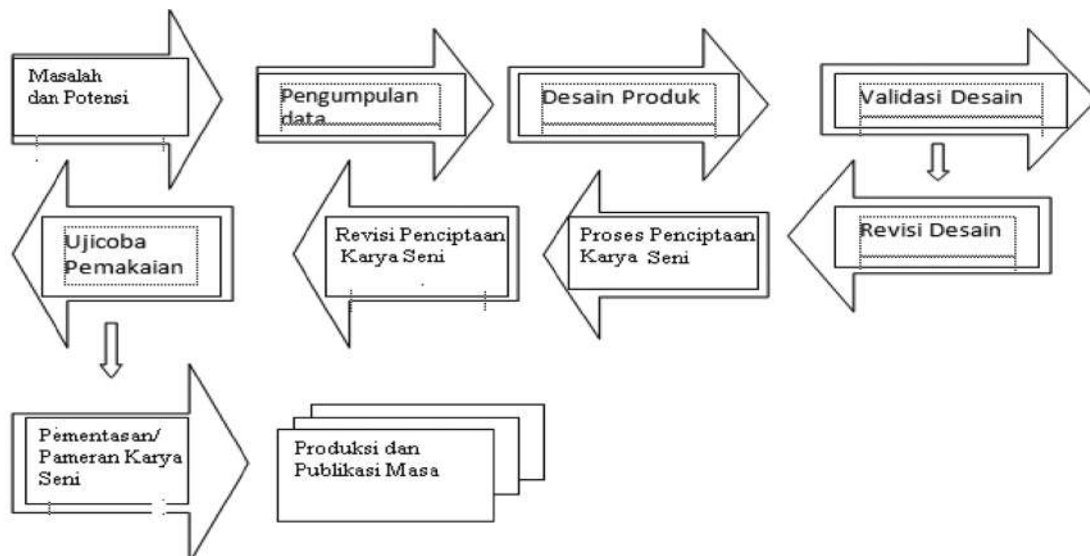 Masalah
dan Potensi
Pengumpulan
data
Desain Produk
Validasi Desain
Revisi Desain
Proses Penciptaan
Karya Seni
Revisi Penciptaan
Karya Seni
Ujicoba
Pemakaian
Pementasan/
Pameran Karya
Seni
Produksi dan
Publikasi Masa